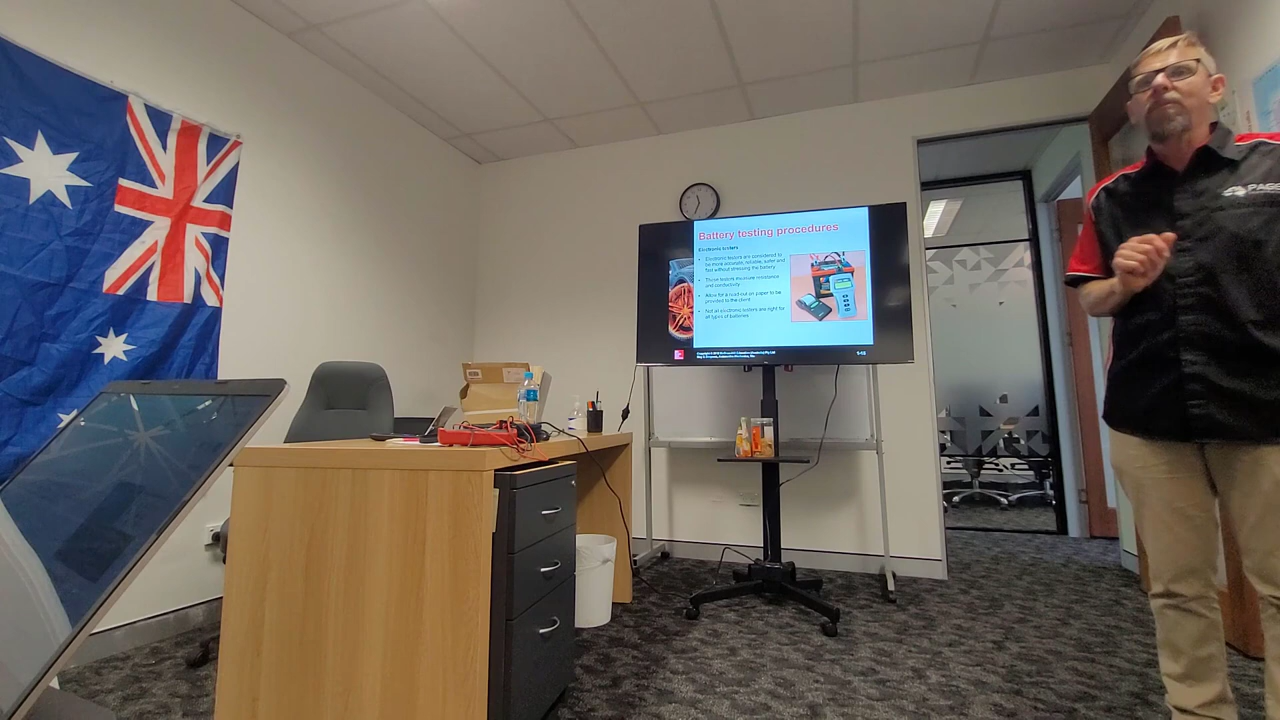 Battery testing procedures
Electronic testers
• Electronic testers are considered to
be more accurate, reliable, safer and
fast without stressing the battery
• These testers measure resistance
and conductivity
• Allow for a read-out on paper to be
provided to the client
• Not all electronic testers are right for
all types of batteries